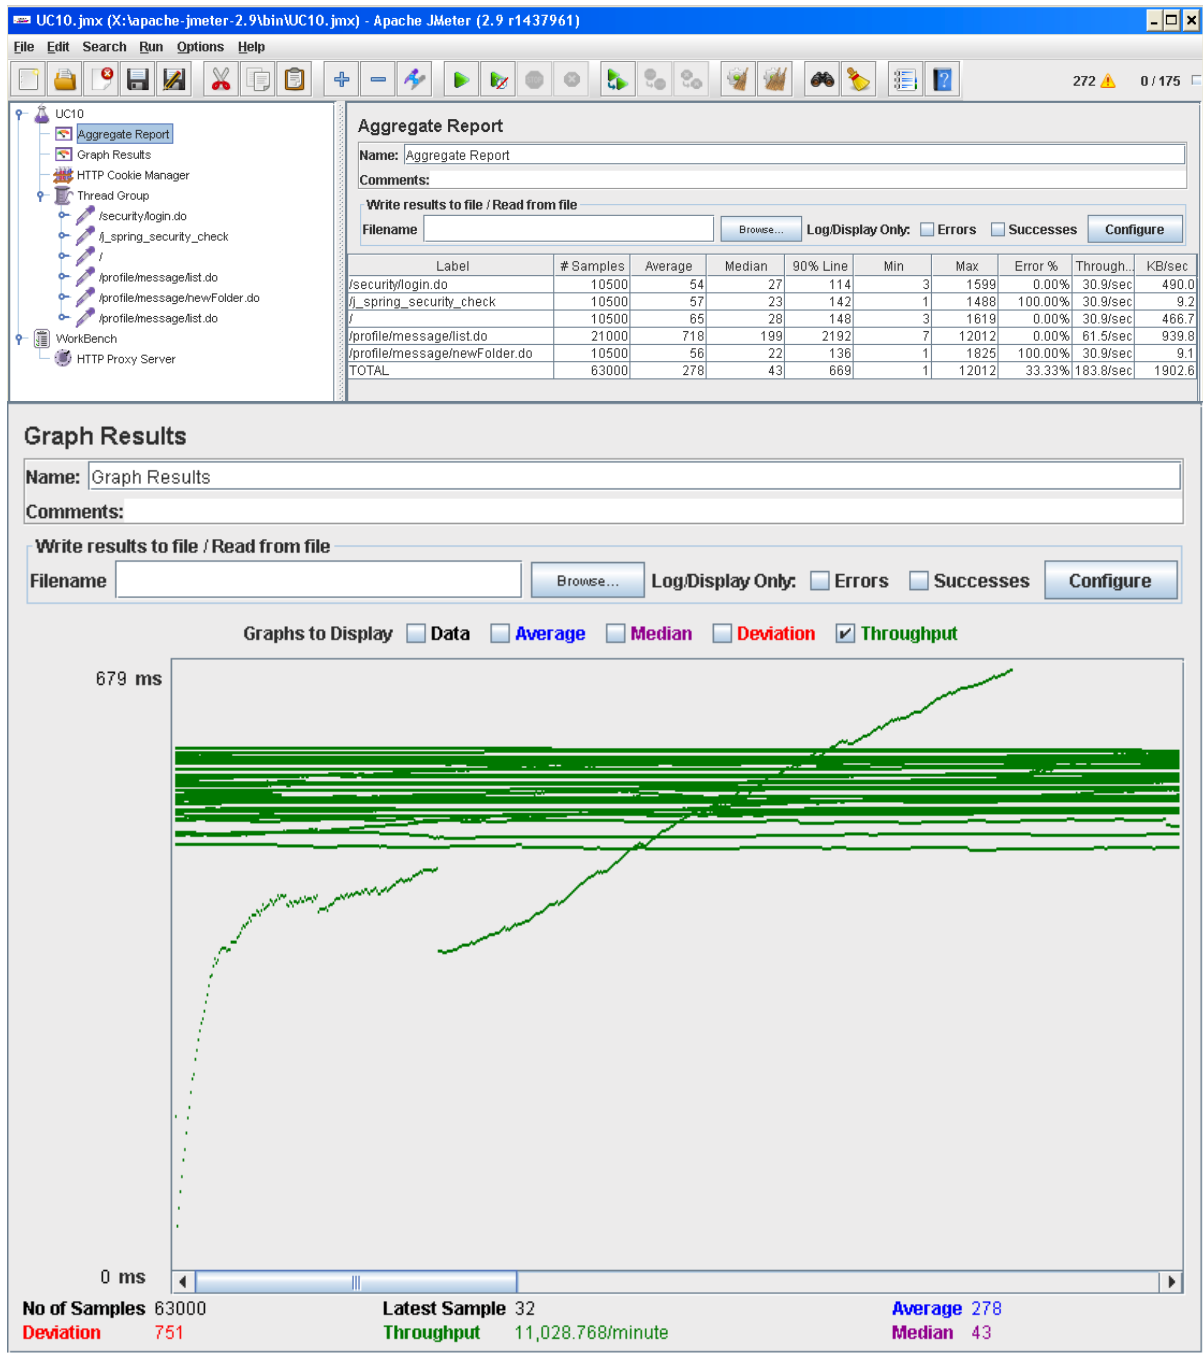 UC10.jmx (X:\apache-jmeter-2.9\bin\UC10.jmx) - Apache JMeter (2.9 r1437961)
File Edit Search Run Options Help
272 0 / 175
UC10
Aggregate Report
Graph Results
HTTP Cookie Manager
Thread Group
/security/login.do
/j_spring_security_check
/
/profile/message/list.do
/profile/message/newFolder.do
/profile/message/list.do
WorkBench
HTTP Proxy Server
Aggregate Report
Name: Aggregate Report
Comments:
Write results to file / Read from file
Filename Browse... Log/Display Only: Errors Successes Configure
Label # Samples Average Median 90% Line Min Max Error % Through... KB/sec
/security/login.do 10500 54 27 114 3 1599 0.00% 30.9/sec 490.0
/j_spring_security_check 10500 57 23 142 1 1488 100.00% 30.9/sec 9.2
/ 10500 65 28 148 3 1619 0.00% 30.9/sec 466.7
/profile/message/list.do 21000 718 199 2192 7 12012 0.00% 61.5/sec 939.8
/profile/message/newFolder.do 10500 56 22 136 1 1825 100.00% 30.9/sec 9.1
TOTAL 63000 278 43 669 1 12012 33.33% 183.8/sec 1902.6
Graph Results
Name: Graph Results
Comments:
Write results to file / Read from file
Filename Browse... Log/Display Only: Errors Successes Configure
Graphs to Display Data Average Median Deviation Throughput
679 ms
0 ms
No of Samples 63000 Latest Sample 32 Average 278
Deviation 751 Throughput 11,028.768/minute Median 43